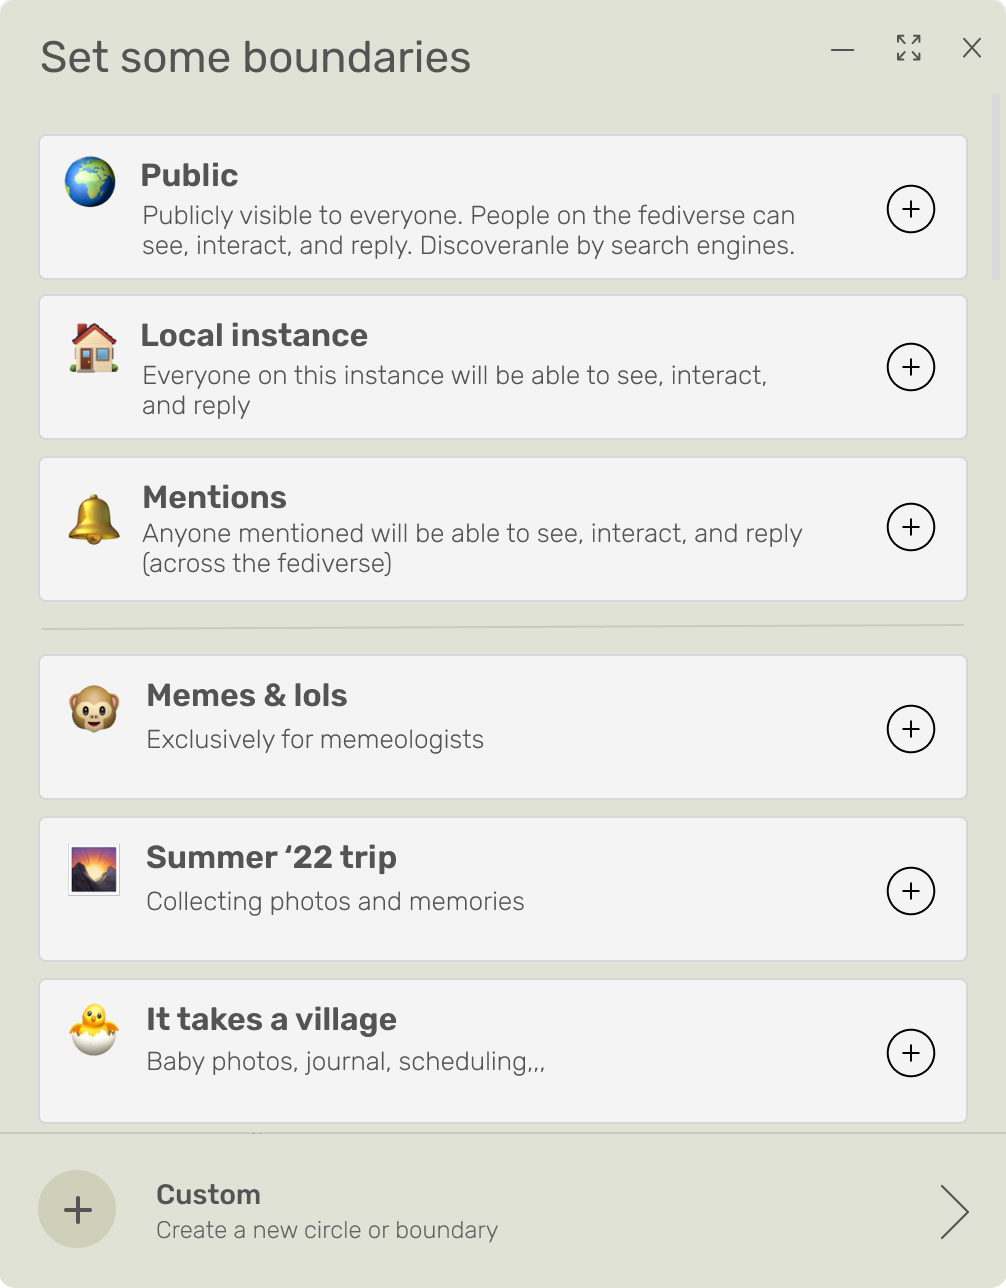 Set some boundaries
Public
Publicly visible to everyone. People on the fediverse can
see, interact, and reply. Discoveranle by search engines.
Local instance
Everyone on this instance will be able to see, interact,
and reply
Mentions
Anyone mentioned will be able to see, interact, and reply
(across the fediverse)
Memes & lols
Exclusively for memeologists
Summer ‘22 trip
Collecting photos and memories
It takes a village
Baby photos, journal, scheduling,,,
Custom
Create a new circle or boundary